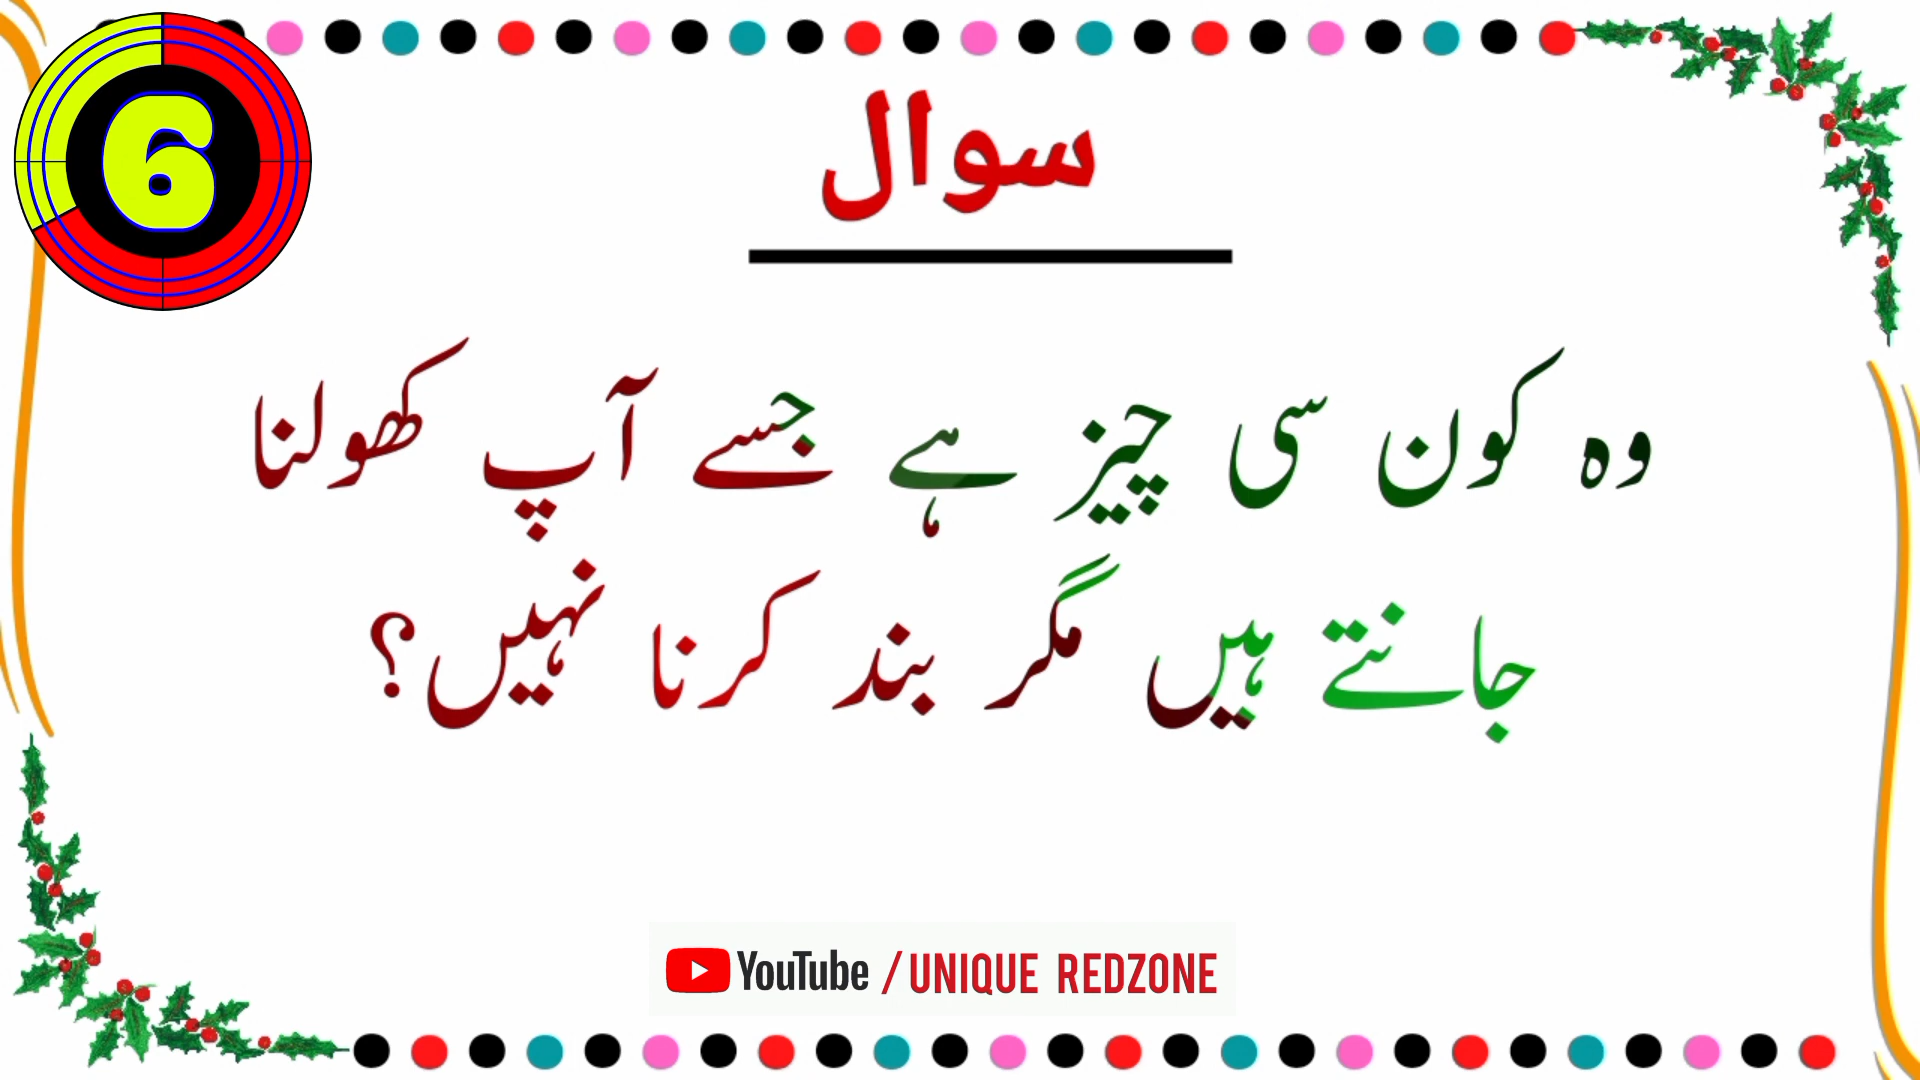 6
سوال
وہ کون سی چیز ہے جسے آپ کھولنا
جانتے ہیں مگر بند کرنا نہیں؟
YouTube /UNIQUE REDZONE